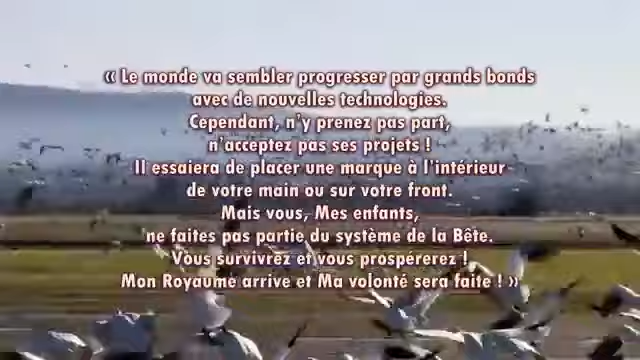 « Le monde va sembler progresser par grands bonds
avec de nouvelles technologies.
Cependant, n'y prenez pas part,
n'acceptez pas ses projets !
Il essaiera de placer une marque à l'intérieur
de votre main ou sur votre front.
Mais vous, Mes enfants,
ne faites pas partie du système de la Bête.
Vous survivrez et vous prospérerez !
Mon Royaume arrive et Ma volonté sera faite ! »